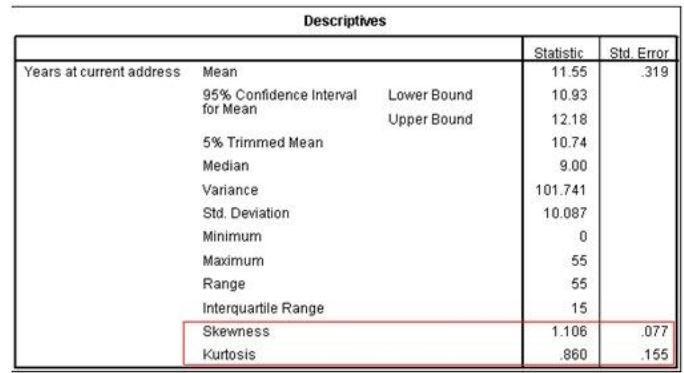 Descriptives
Statistic Std. Error
Years at current address Mean 11.55 .319
95% Confidence Interval Lower Bound 10.93
for Mean
Upper Bound 12.18
5% Trimmed Mean 10.74
Median 9.00
Variance 101.741
Std. Deviation 10.087
Minimum 0
Maximum 55
Range 55
Interquartile Range 15
Skewness 1.106 .077
Kurtosis .860 .155